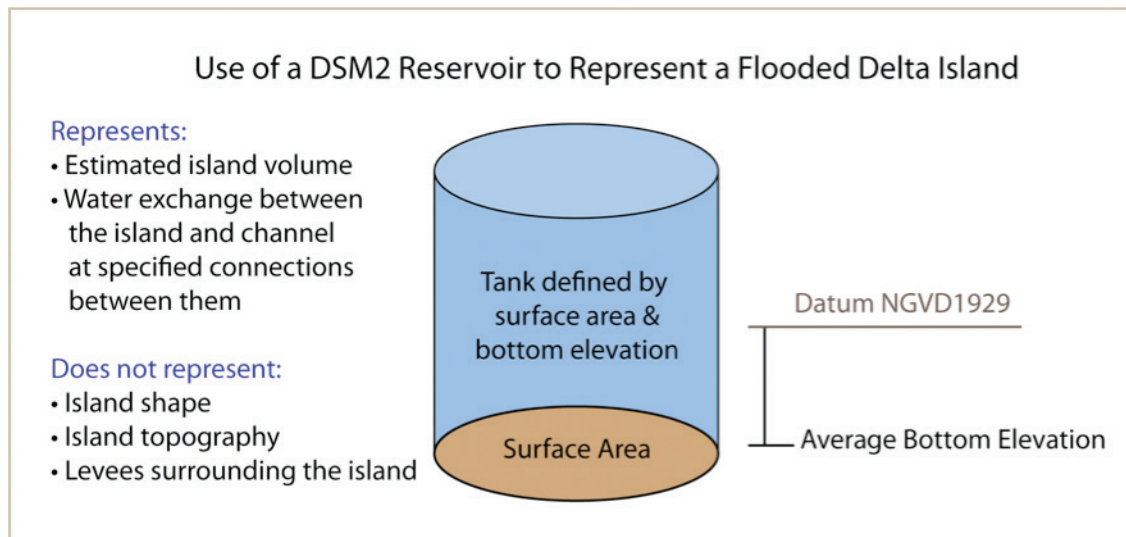 Use of a DSM2 Reservoir to Represent a Flooded Delta Island
Represents:
• Estimated island volume
• Water exchange between
the island and channel
at specified connections
between them
Does not represent:
• Island shape
• Island topography
• Levees surrounding the island
Tank defined by
surface area &
bottom elevation
Surface Area
Datum NGVD1929
Average Bottom Elevation